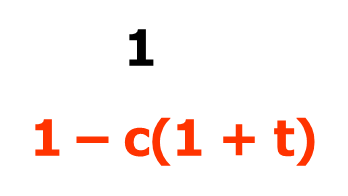 1
1 – c(1 + t)